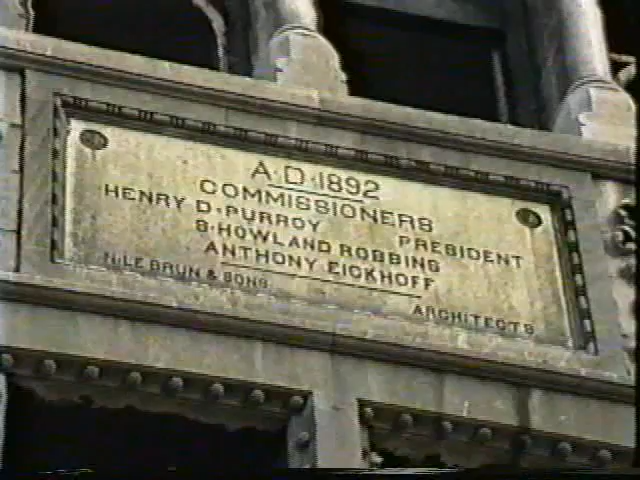 A·D·1892
COMMISSIONERS
HENRY D·PURROY PRESIDENT
S·HOWLAND ROBBINS
ANTHONY EICKHOFF
N·LE BRUN & SONS ARCHITECTS